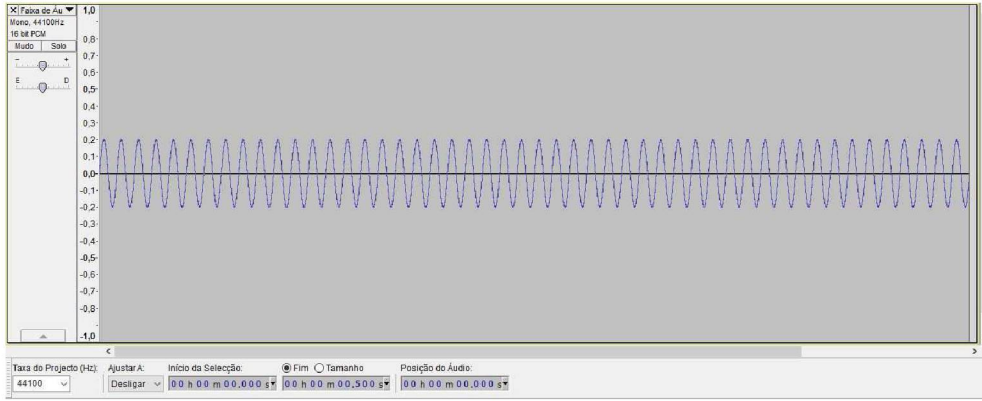 X Faixa de Áu ▼
Mono, 44100Hz
16 bit PCM
Mudo Solo
- +
E D
1,0
0,8
0,7
0,6
0,5
0,4
0,3
0,2
0,1
0,0
-0,1
-0,2
-0,3
-0,4
-0,5
-0,6
-0,7
-0,8
-1,0
Taxa do Projecto (Hz): Ajustar A: Início da Selecção: Fim Tamanho Posição do Áudio:
44100 Desligar 00 h 00 m 00,000 s 00 h 00 m 00,500 s 00 h 00 m 00,000 s